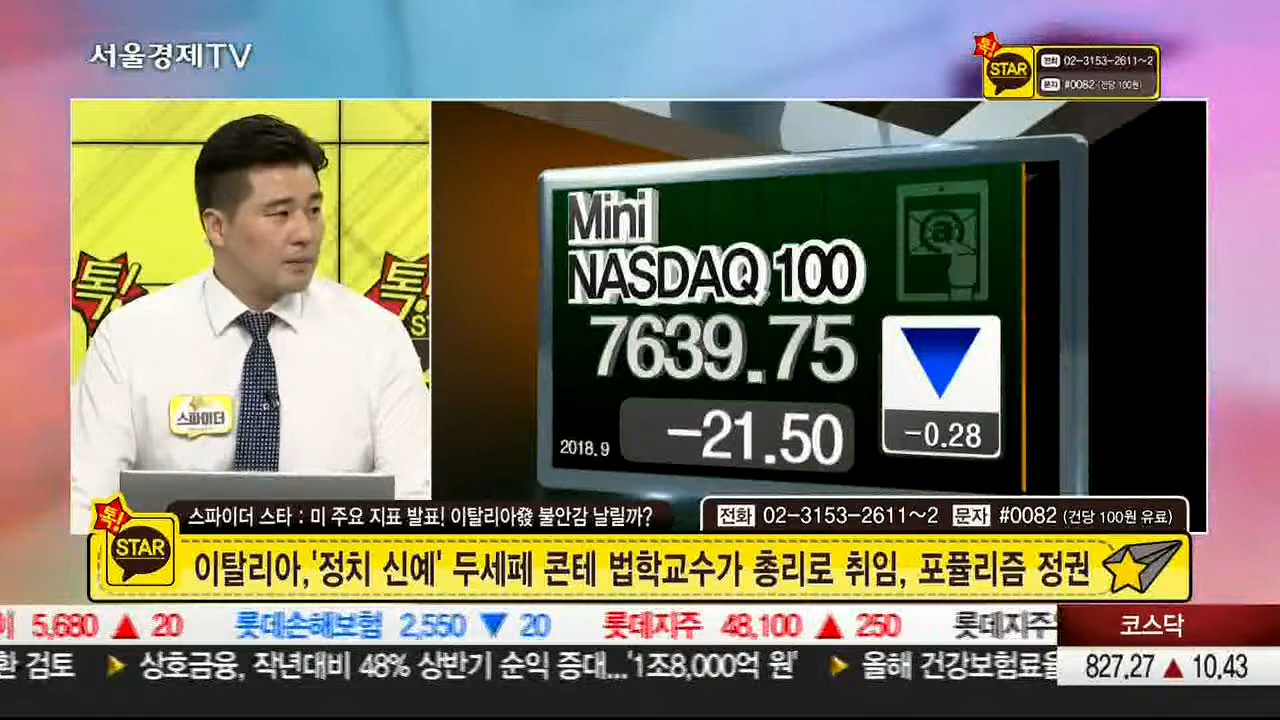 서울경제TV
톡!
STAR
전화 02-3153-2611~2
문자 #0082 (건당 100원)
Mini
NASDAQ 100
7639.75
-21.50
-0.28
2018.9
톡!
톡!
스파이더
톡!
STAR
스파이더 스타 : 미 주요 지표 발표! 이탈리아發 불안감 날릴까?
전화 02-3153-2611~2 문자 #0082 (건당 100원 유료)
이탈리아,'정치 신예' 두세페 콘테 법학교수가 총리로 취임, 포퓰리즘 정권
5,680 ▲ 20 롯데손해보험 2,550 ▼ 20 롯데지주 48,100 ▲ 250 롯데지주
코스닥
환 검토 ▶ 상호금융, 작년대비 48% 상반기 순익 증대...'1조8,000억 원' ▶ 올해 건강보험료율
827.27 ▲ 10.43